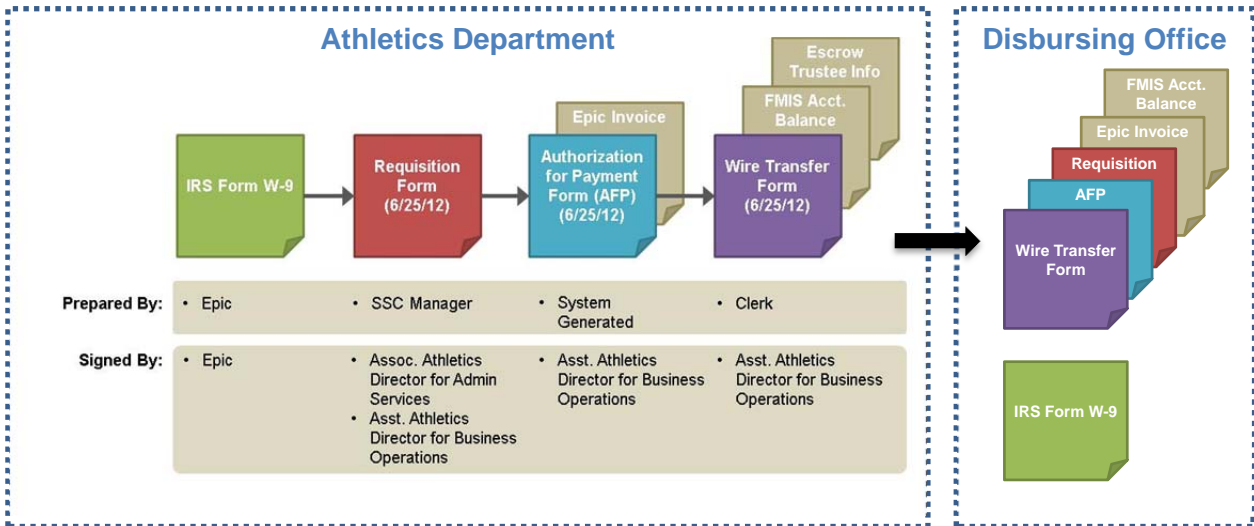 Athletics Department
Escrow
Trustee Info
FMIS Acct.
Balance
Epic Invoice
IRS Form W-9
Requisition
Form
(6/25/12)
Authorization
for Payment
Form (AFP)
(6/25/12)
Wire Transfer
Form
(6/25/12)
Prepared By:
• Epic
• SSC Manager
• System
Generated
• Clerk
Signed By:
• Epic
• Assoc. Athletics
Director for Admin
Services
• Asst. Athletics
Director for Business
Operations
• Asst. Athletics
Director for Business
Operations
• Asst. Athletics
Director for Business
Operations
Disbursing Office
FMIS Acct.
Balance
Epic Invoice
Requisition
AFP
Wire Transfer
Form
IRS Form W-9